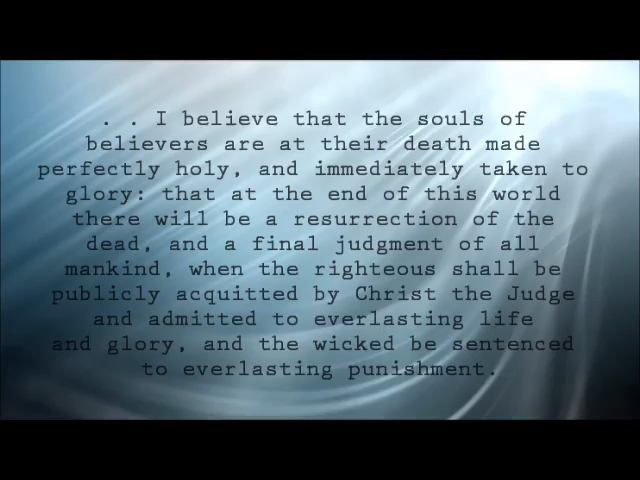 . . I believe that the souls of
believers are at their death made
perfectly holy, and immediately taken to
glory: that at the end of this world
there will be a resurrection of the
dead, and a final judgment of all
mankind, when the righteous shall be
publicly acquitted by Christ the Judge
and admitted to everlasting life
and glory, and the wicked be sentenced
to everlasting punishment.